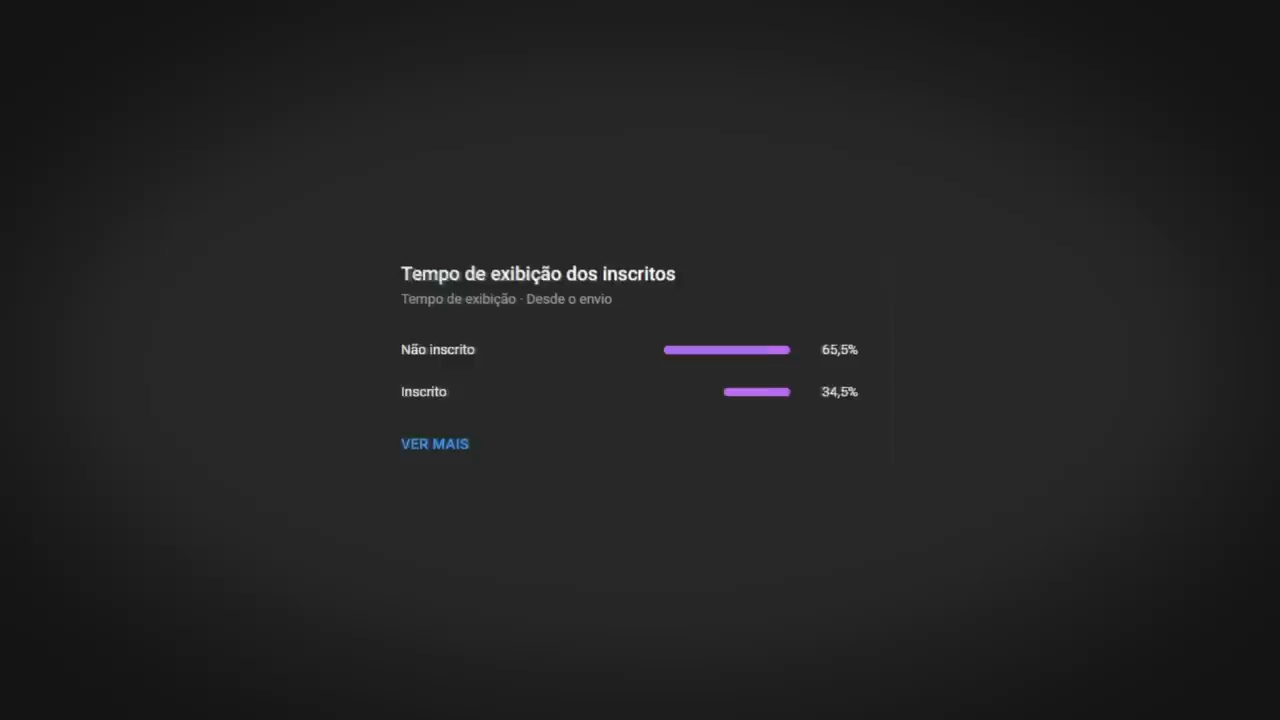 Tempo de exibição dos inscritos
Tempo de exibição · Desde o envio
Não inscrito 65,5%
Inscrito 34,5%
VER MAIS